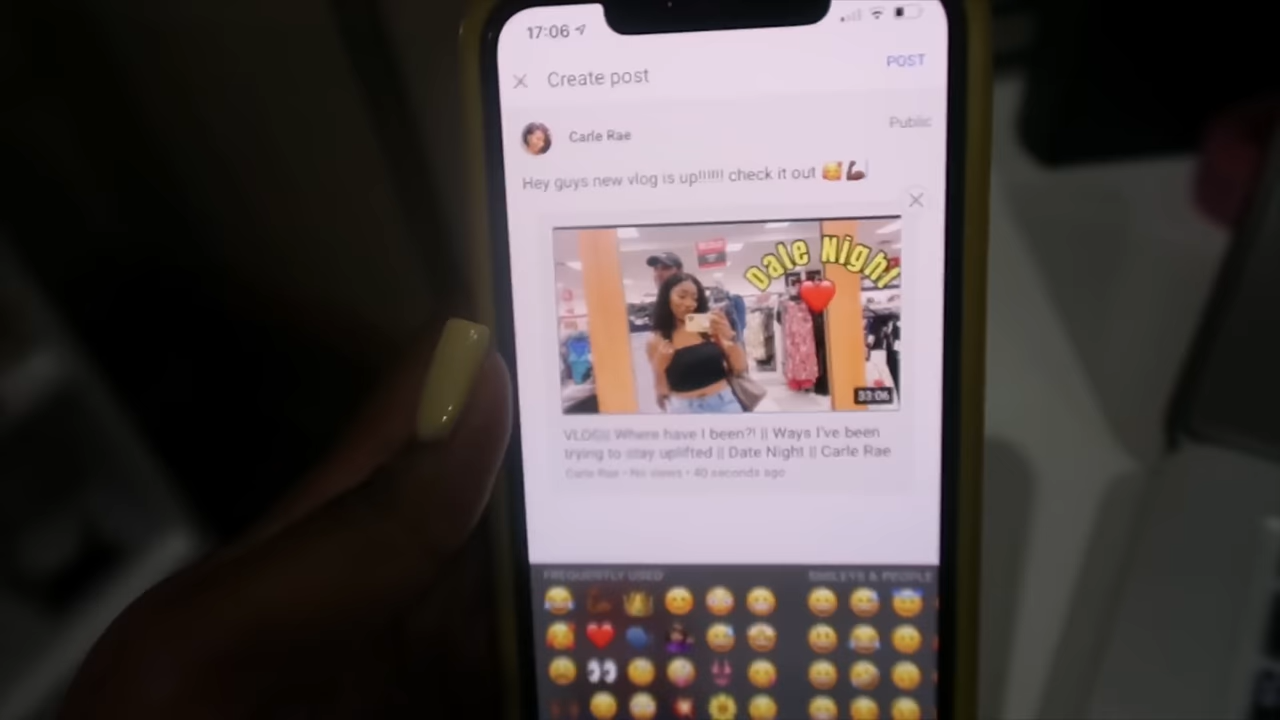 17:06
Create post
POST
Carle Rae
Public
Hey guys new vlog is up!!!!!! check it out 🥰💪🏿
Date Night
33:06
VLOG|| Where have I been?! || Ways I've been
trying to stay uplifted || Date Night || Carle Rae
Carle Rae • No views • 40 seconds ago
FREQUENTLY USED
SMILEYS & PEOPLE